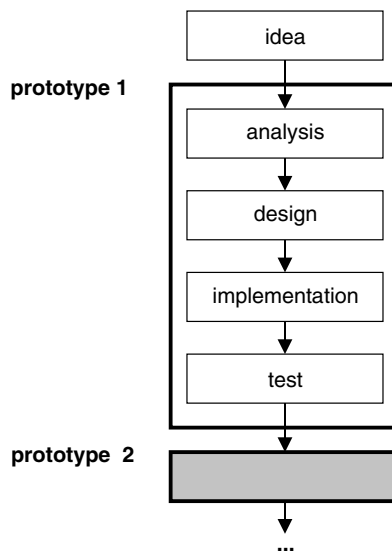 idea
prototype 1
analysis
design
implementation
test
prototype 2
...